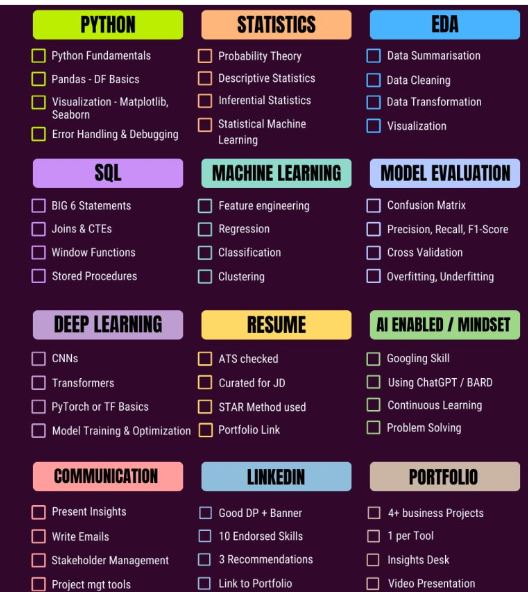 PYTHON
Python Fundamentals
Pandas - DF Basics
Visualization - Matplotlib,
Seaborn
Error Handling & Debugging
STATISTICS
Probability Theory
Descriptive Statistics
Inferential Statistics
Statistical Machine
Learning
EDA
Data Summarisation
Data Cleaning
Data Transformation
Visualization
SQL
BIG 6 Statements
Joins & CTEs
Window Functions
Stored Procedures
MACHINE LEARNING
Feature engineering
Regression
Classification
Clustering
MODEL EVALUATION
Confusion Matrix
Precision, Recall, F1-Score
Cross Validation
Overfitting, Underfitting
DEEP LEARNING
CNNs
Transformers
PyTorch or TF Basics
Model Training & Optimization
RESUME
ATS checked
Curated for JD
STAR Method used
Portfolio Link
AI ENABLED / MINDSET
Googling Skill
Using ChatGPT / BARD
Continuous Learning
Problem Solving
COMMUNICATION
Present Insights
Write Emails
Stakeholder Management
Project mgt tools
LINKEDIN
Good DP + Banner
10 Endorsed Skills
3 Recommendations
Link to Portfolio
PORTFOLIO
4+ business Projects
1 per Tool
Insights Desk
Video Presentation